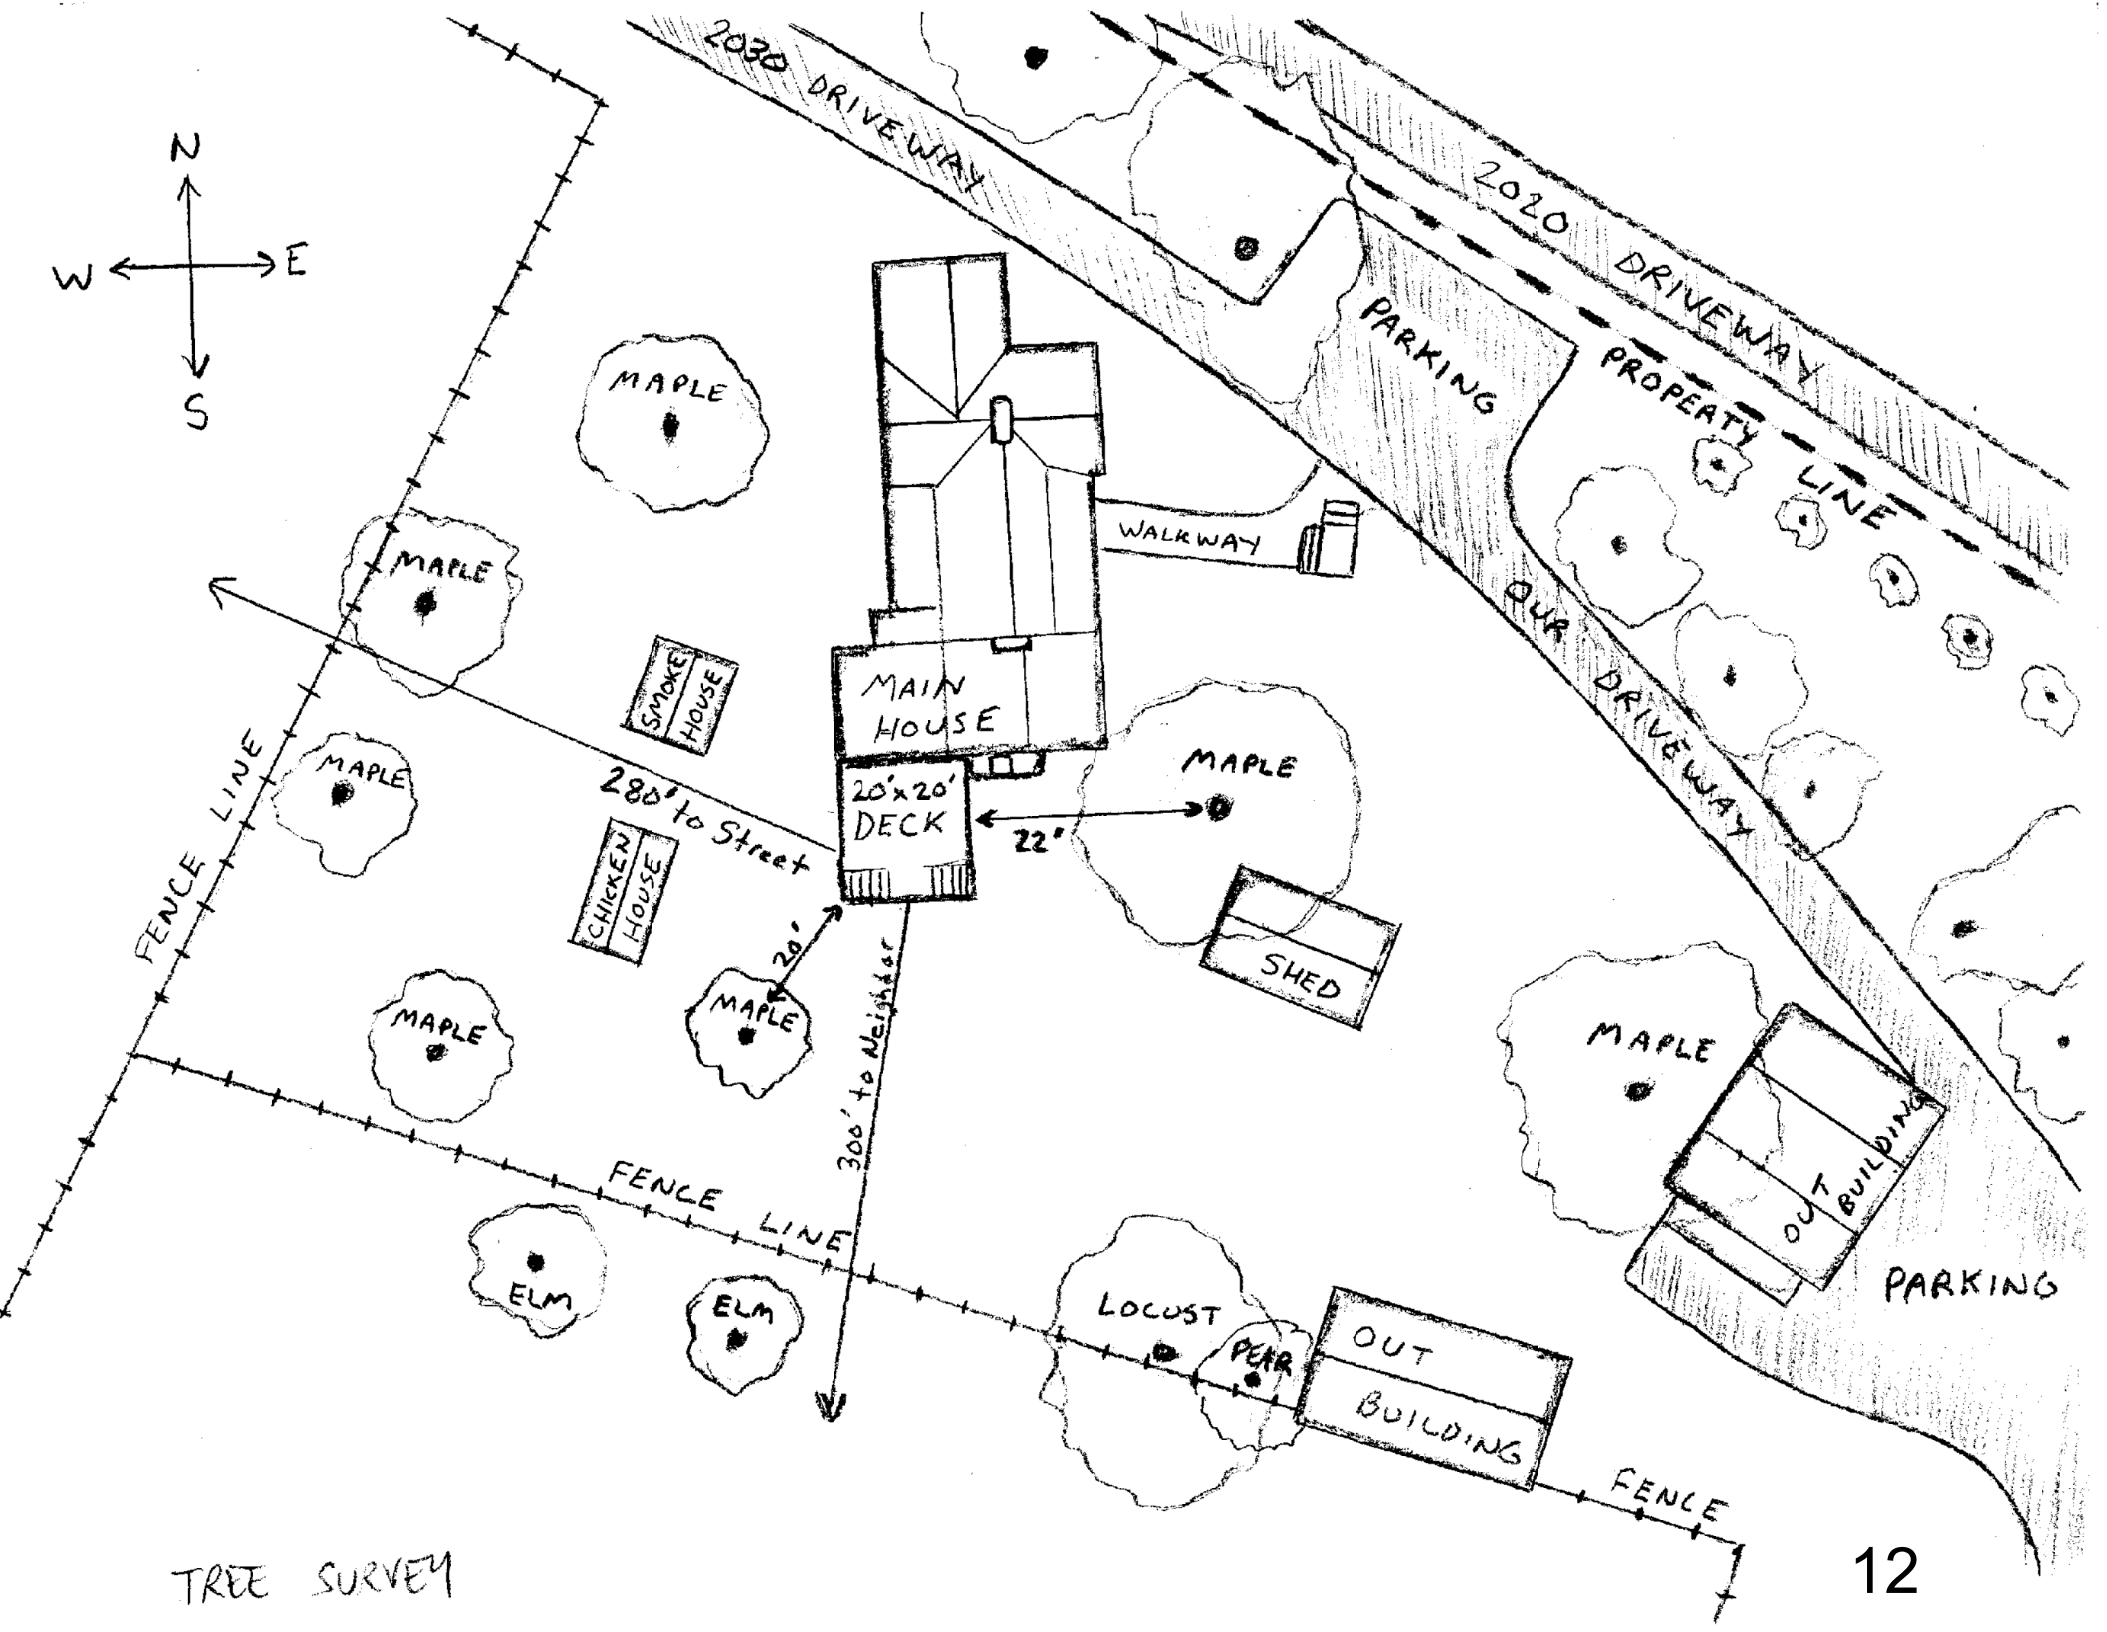 2030 DRIVEWAY
N
W
E
S
2020 DRIVEWAY
PARKING
PROPERTY LINE
MAPLE
MAPLE
WALKWAY
OUR DRIVEWAY
SMOKE
HOUSE
MAIN
HOUSE
MAPLE
MAPLE
280' to Street
20'x20'
DECK
22'
FENCE LINE
CHICKEN
HOUSE
20'
SHED
MAPLE
MAPLE
MAPLE
300' to Neighbor
OUT
BUILDING
FENCE LINE
PARKING
ELM
ELM
LOCUST
PEAR
OUT
BUILDING
FENCE
TREE SURVEY
12